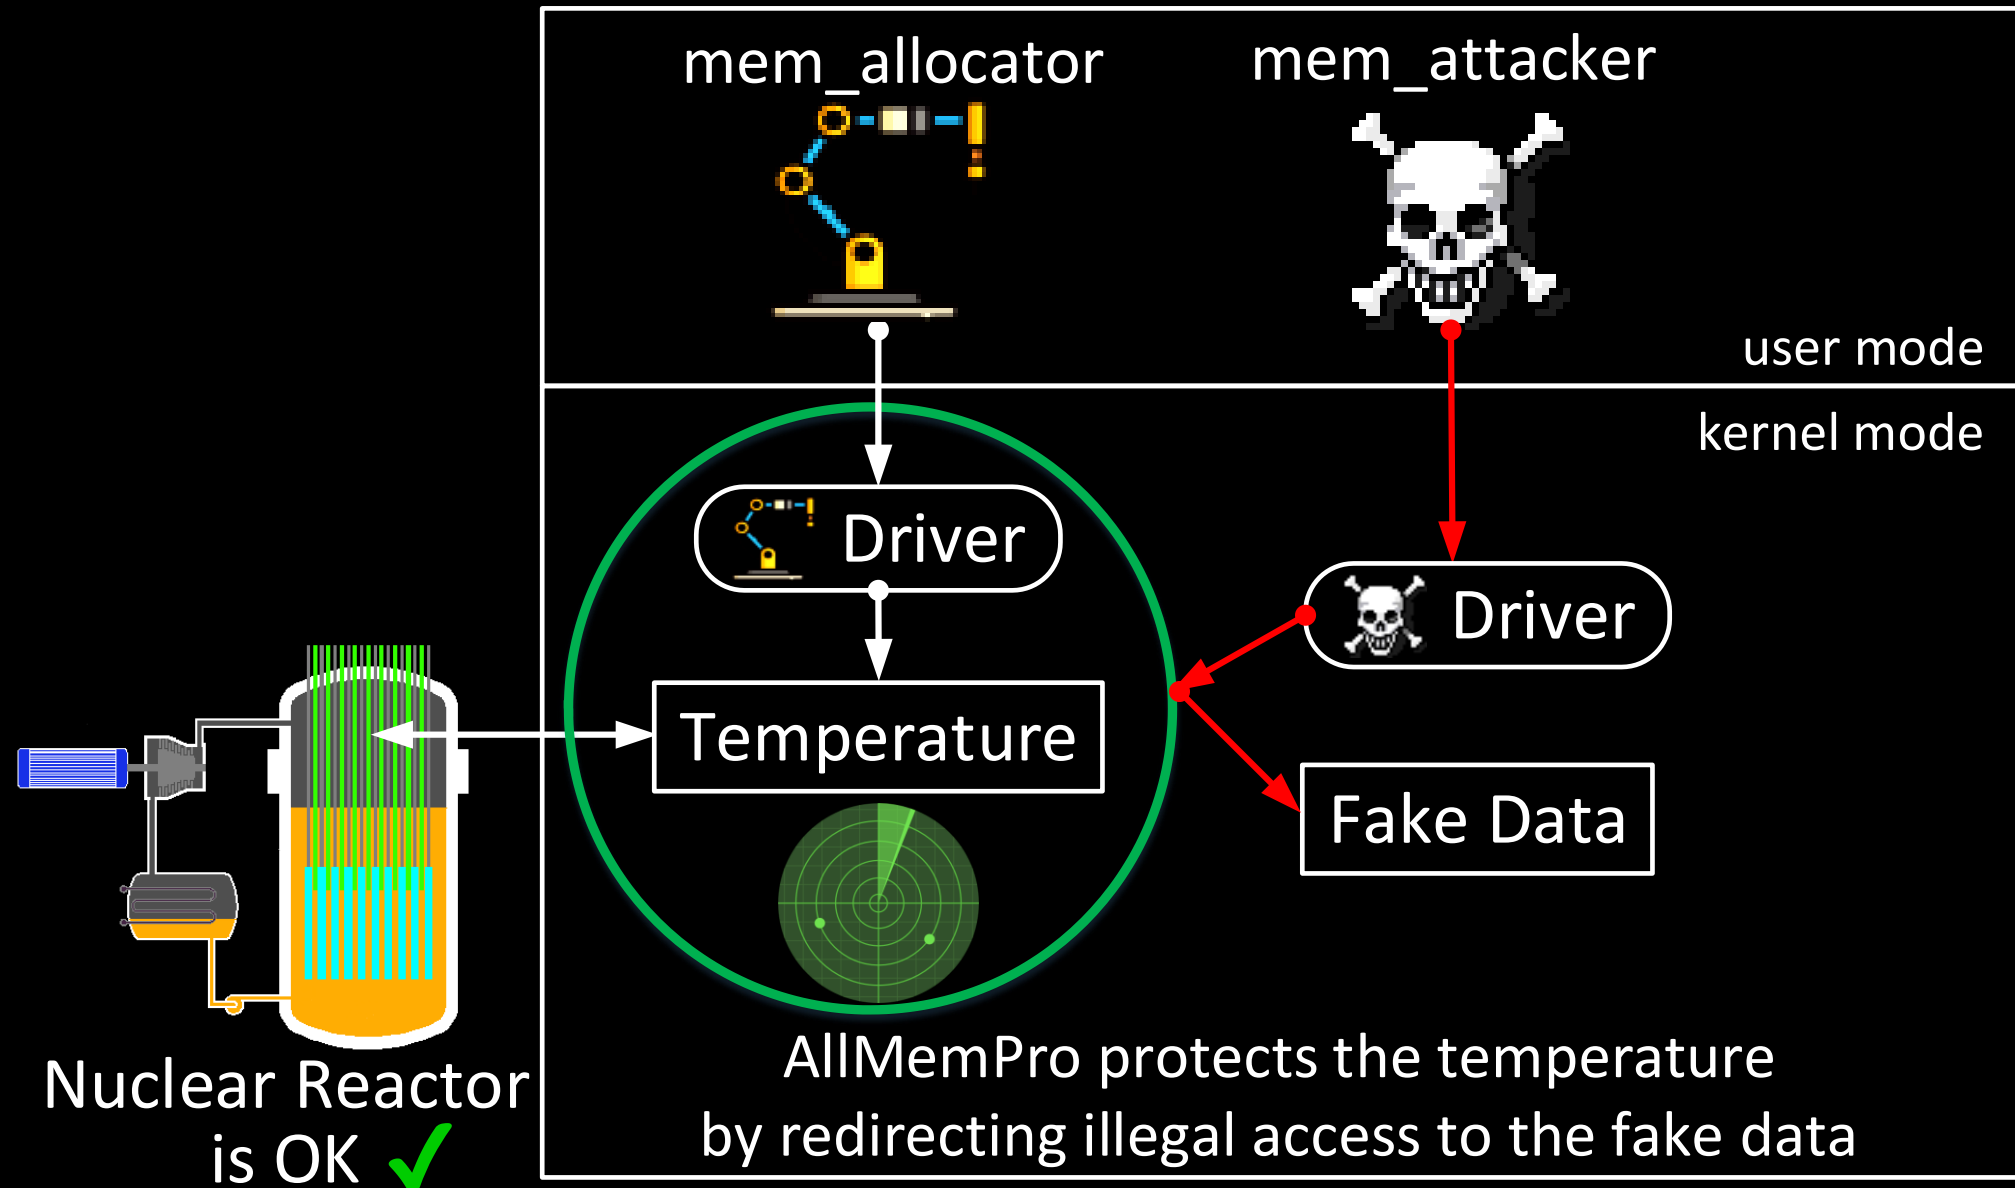 mem_allocator
mem_attacker
user mode
kernel mode
Driver
Driver
Temperature
Fake Data
Nuclear Reactor
is OK
AllMemPro protects the temperature
by redirecting illegal access to the fake data